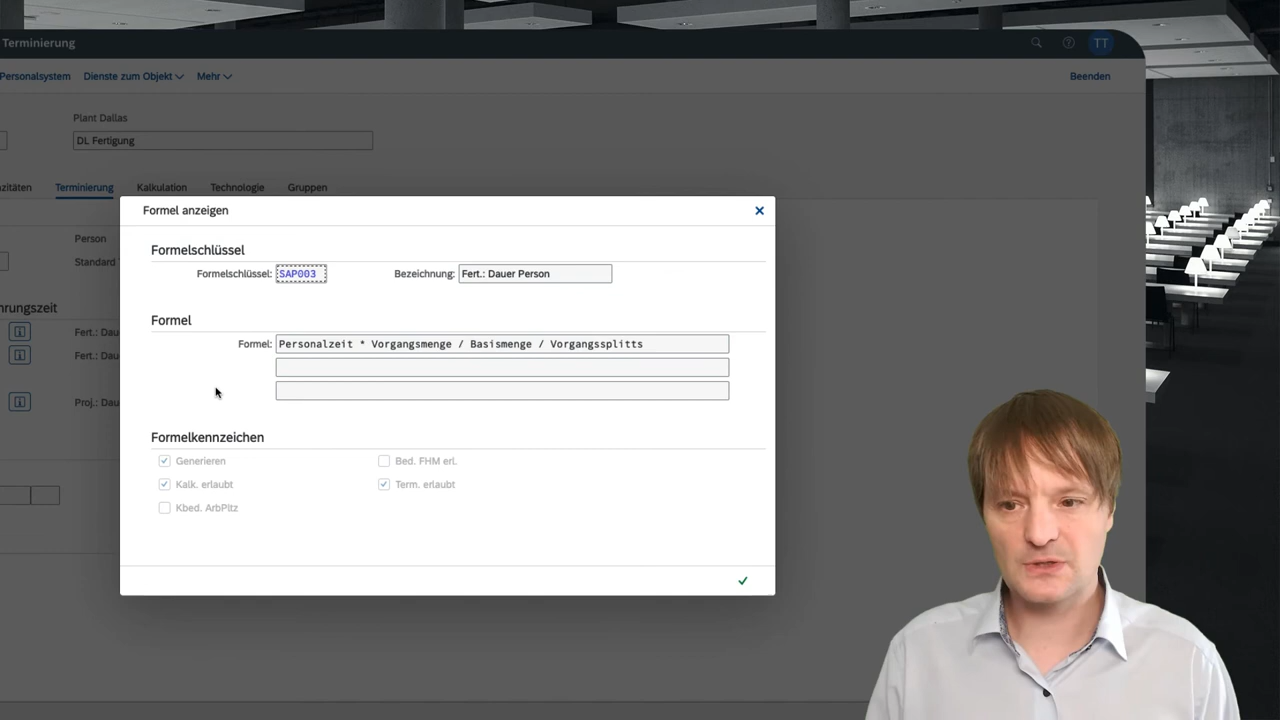 Terminierung
TT
Personalsystem Dienste zum Objekt Mehr Beenden
Plant Dallas
DL Fertigung
Terminierung Kalkulation Technologie Gruppen
Formel anzeigen
Formelschlüssel
Person
Standard
Formelschlüssel: SAP003 Bezeichnung: Fert.: Dauer Person
Formel
Fert.: Dau
Formel: Personalzeit * Vorgangsmenge / Basismenge / Vorgangssplitts
Fert.: Dau
Proj.: Dau
Formelkennzeichen
Generieren Bed. FHM erl.
Kalk. erlaubt Term. erlaubt
Kbed. ArbPltz